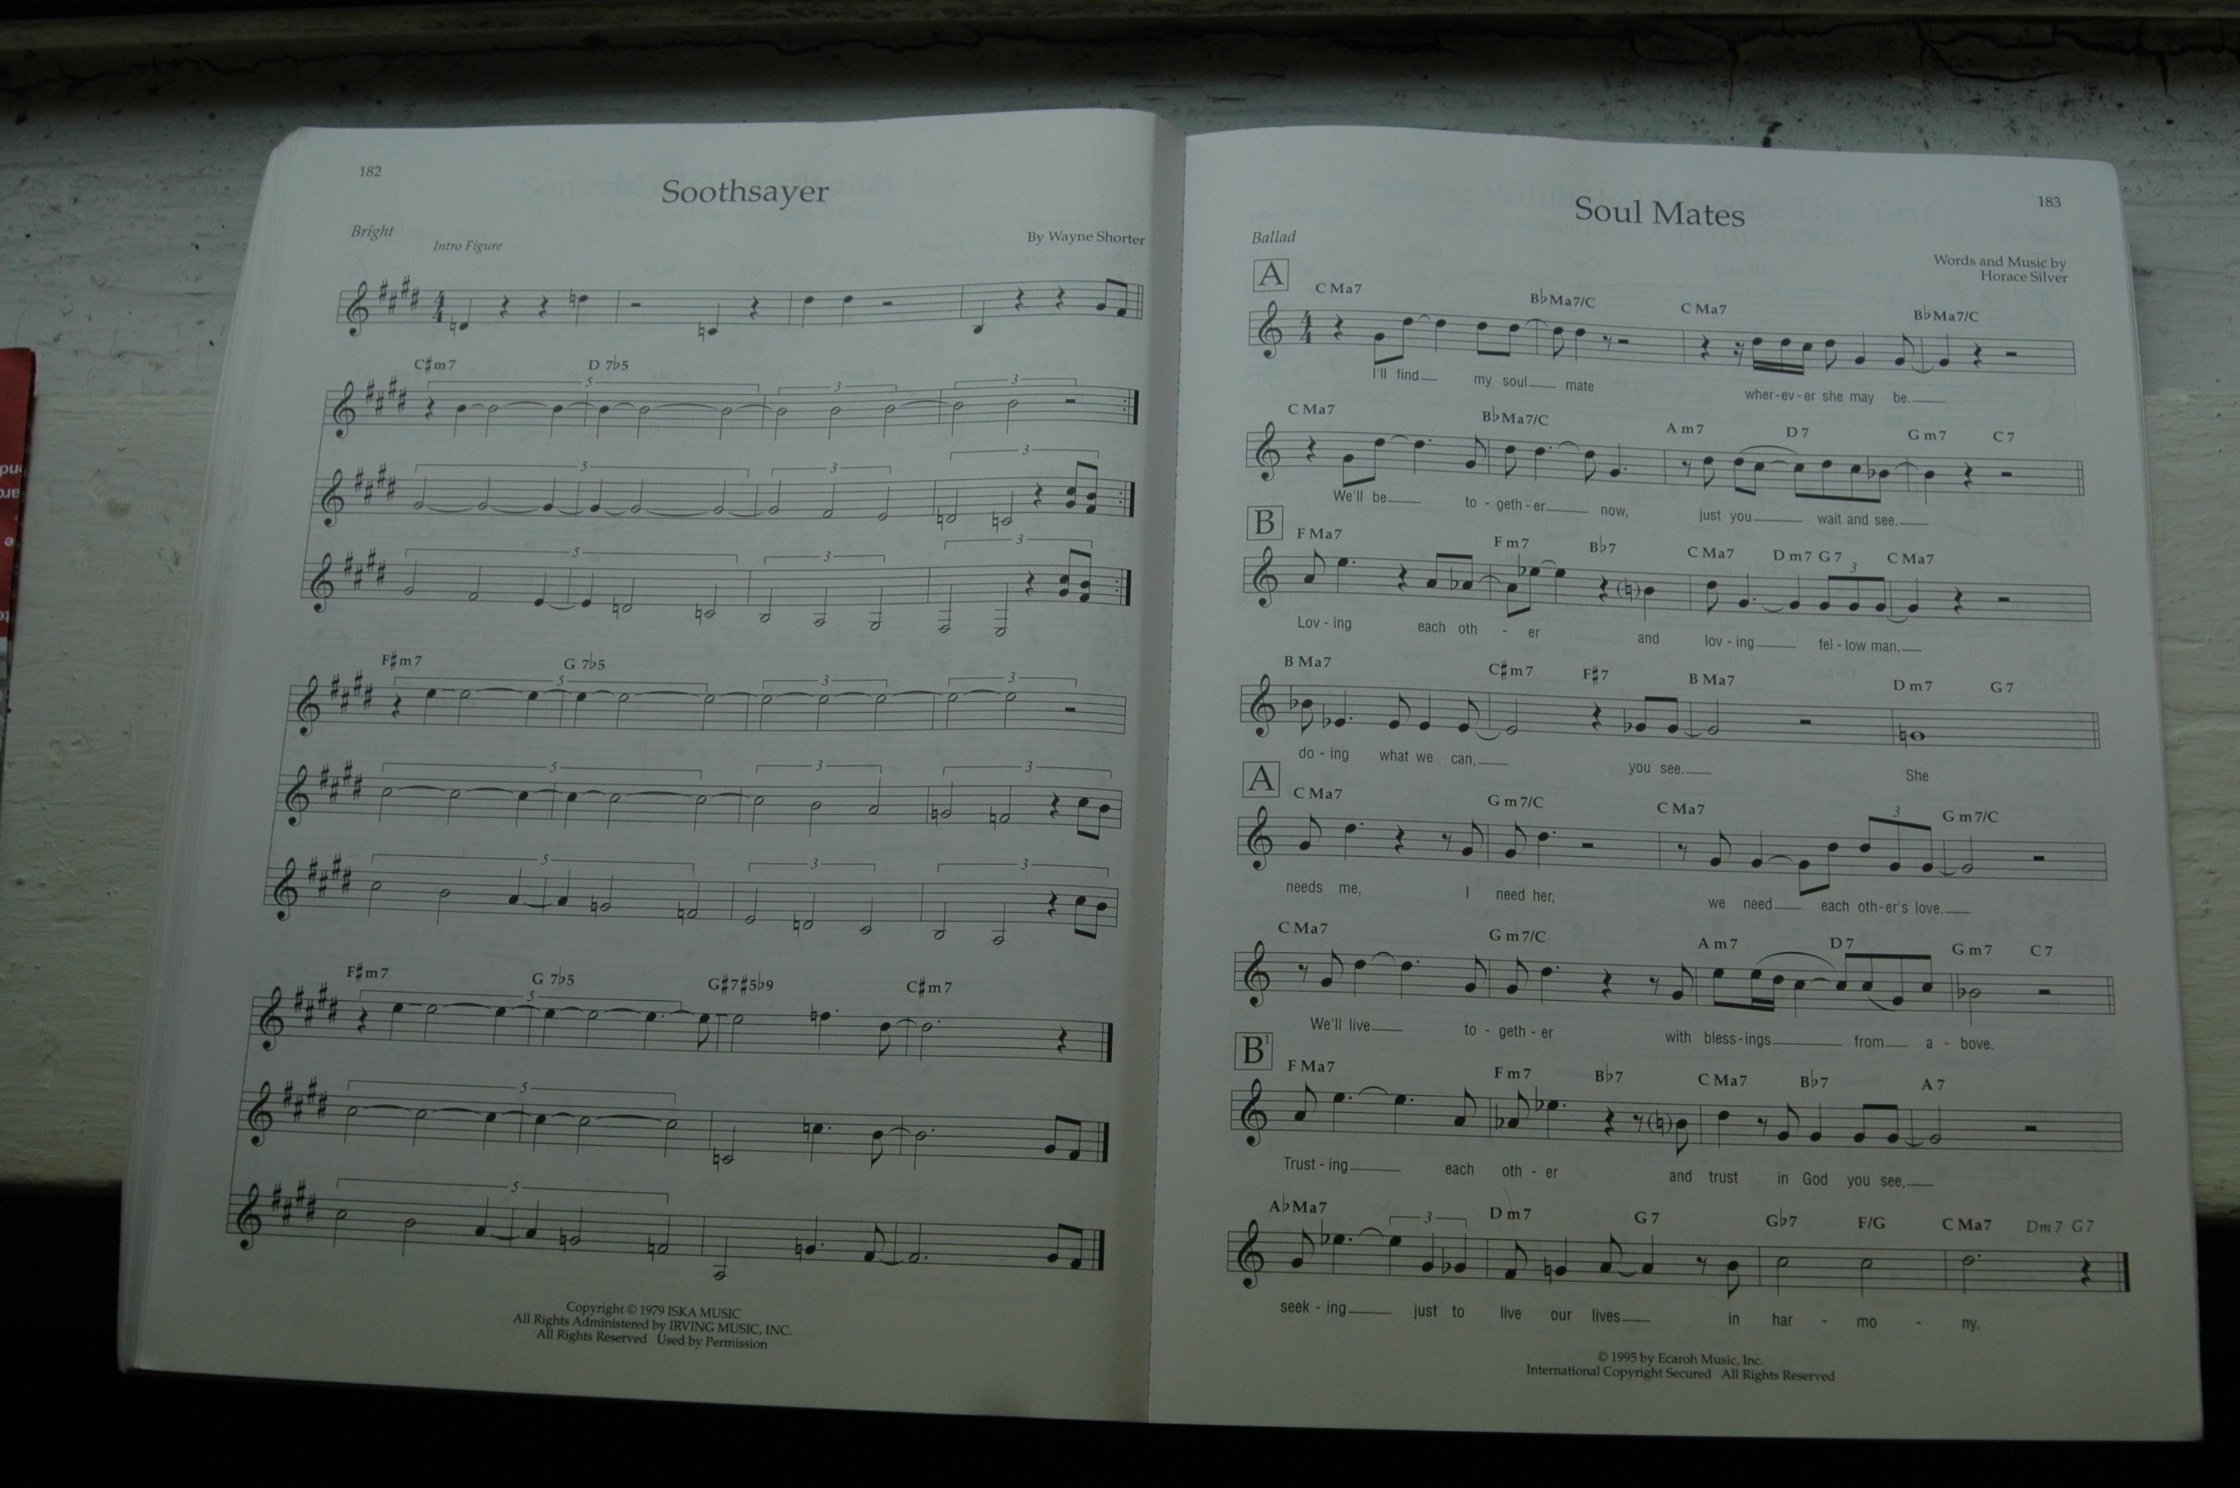 182
Soothsayer
Bright
Intro Figure
By Wayne Shorter
C♯m7 D 7♭5
5 3 3
5 3 3
5 3 3
F♯m7 G 7♭5
5 3 3
5 3 3
5 3 3
F♯m7 G 7♭5 G♯7♯5♭9 C♯m7
5
5
5
Copyright © 1979 ISKA MUSIC
All Rights Administered by IRVING MUSIC, INC.
All Rights Reserved Used by Permission
183
Soul Mates
Ballad
Words and Music by
Horace Silver
A
C Ma7 B♭Ma7/C C Ma7 B♭Ma7/C
I'll find my soul mate wher-ev-er she may be.
C Ma7 B♭Ma7/C A m7 D7 G m7 C7
We'll be to - geth - er now, just you wait and see.
B
F Ma7 F m7 B♭7 C Ma7 D m7 G7 C Ma7
3
Lov - ing each oth - er and lov - ing fel - low man,
B Ma7 C♯m7 F♯7 B Ma7 D m7 G7
do - ing what we can, you see. She
A
C Ma7 G m7/C C Ma7 G m7/C
3
needs me, I need her, we need each oth-er's love.
C Ma7 G m7/C A m7 D7 G m7 C7
We'll live to - geth - er with bless-ings from a - bove.
B1
F Ma7 F m7 B♭7 C Ma7 B♭7 A7
Trust - ing each oth - er and trust in God you see,
A♭Ma7 D m7 G7 G♭7 F/G C Ma7 Dm7 G7
3
seek - ing just to live our lives in har - mo - ny.
© 1995 by Ecaroh Music, Inc.
International Copyright Secured All Rights Reserved